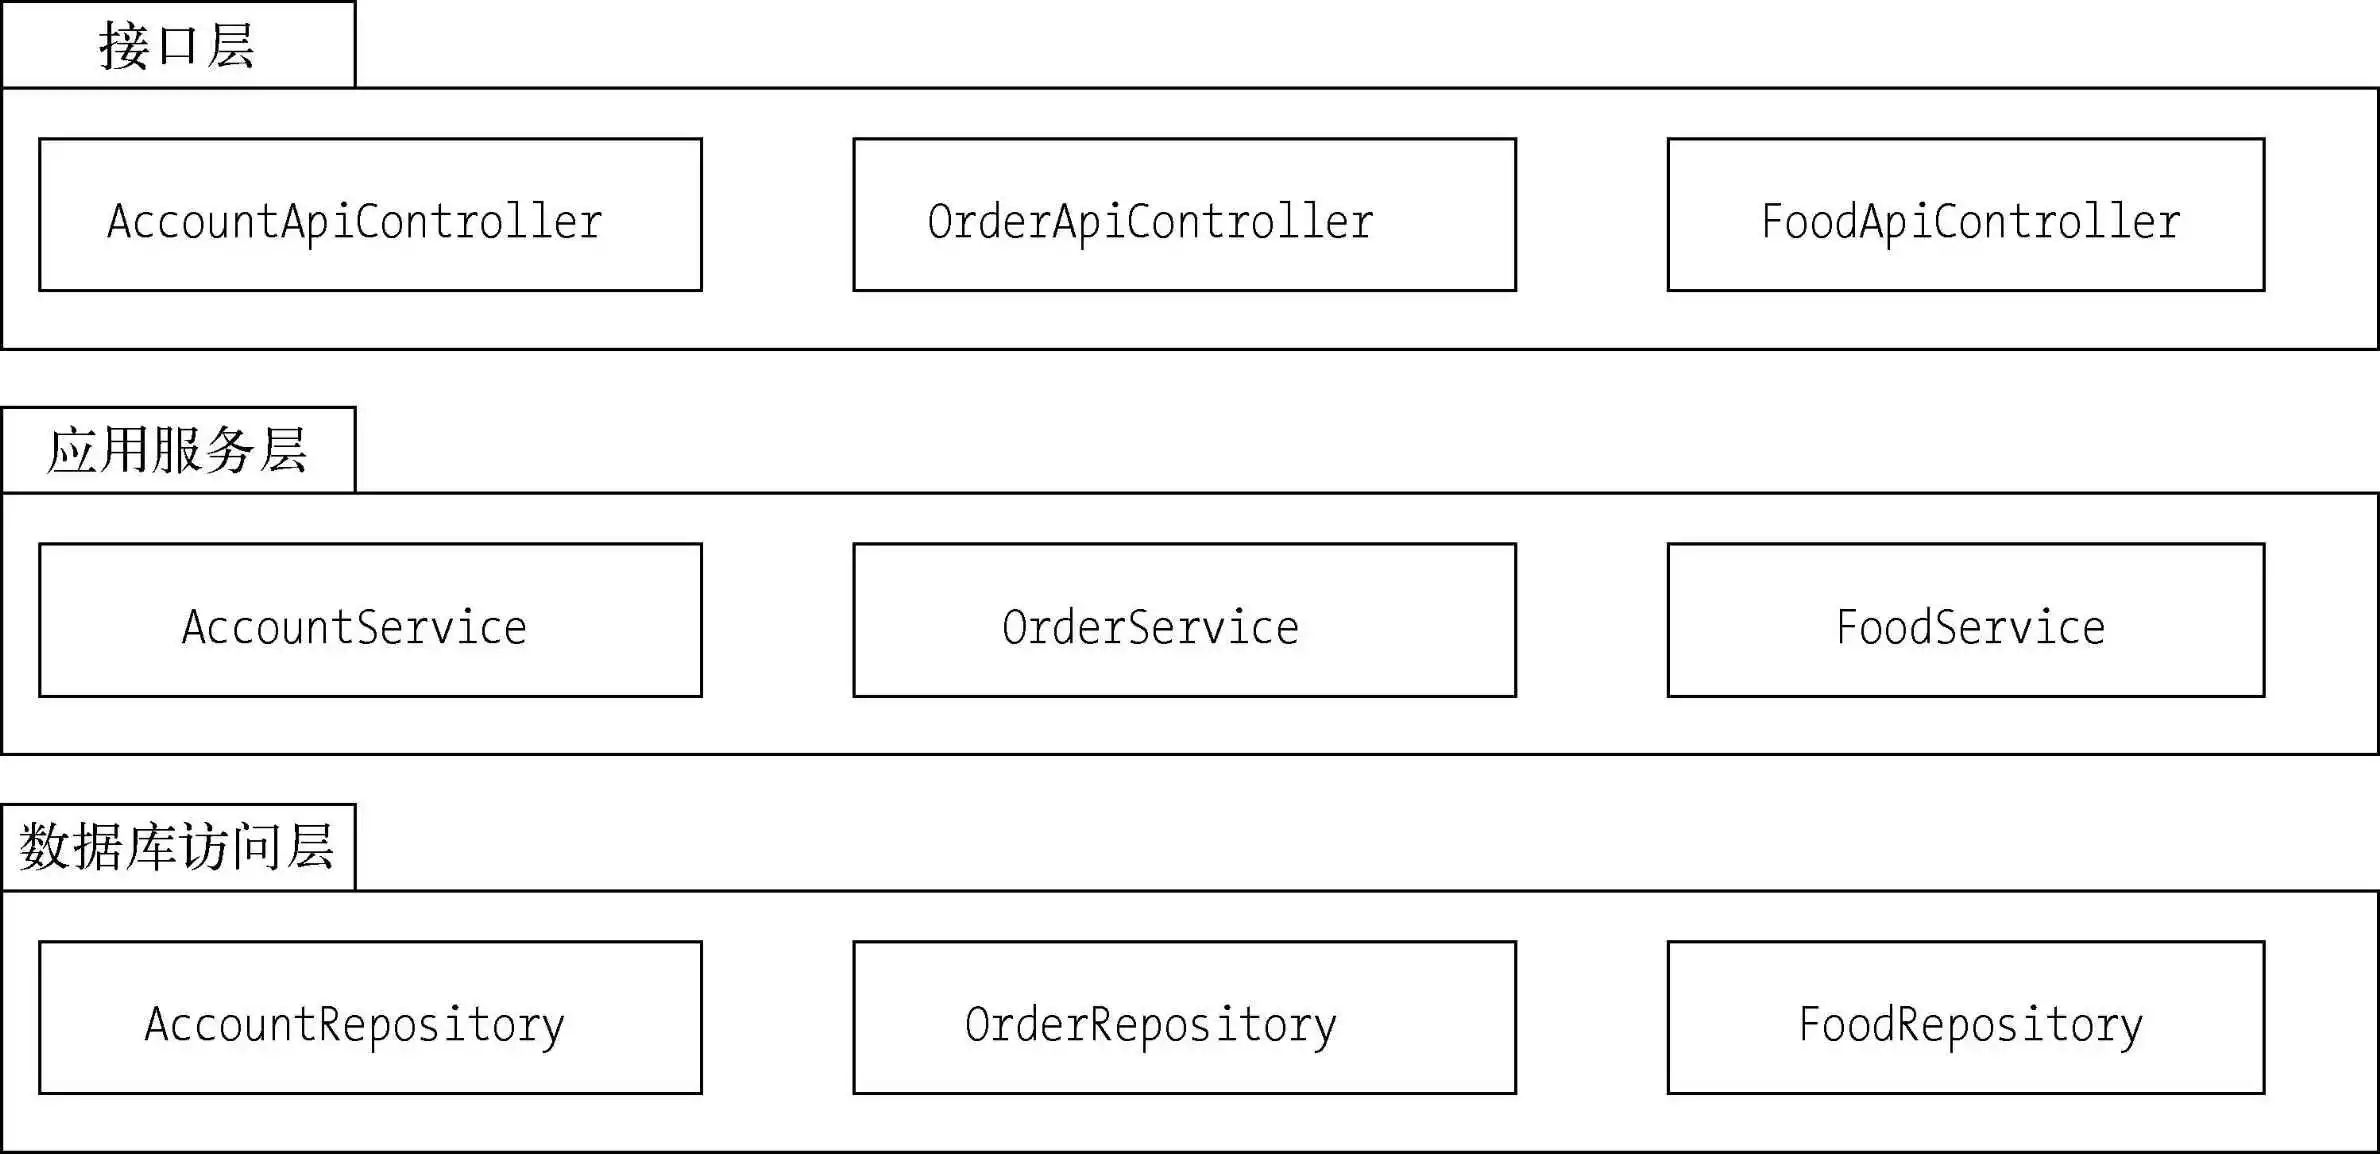 接口层
AccountApiController
OrderApiController
FoodApiController
应用服务层
AccountService
OrderService
FoodService
数据库访问层
AccountRepository
OrderRepository
FoodRepository